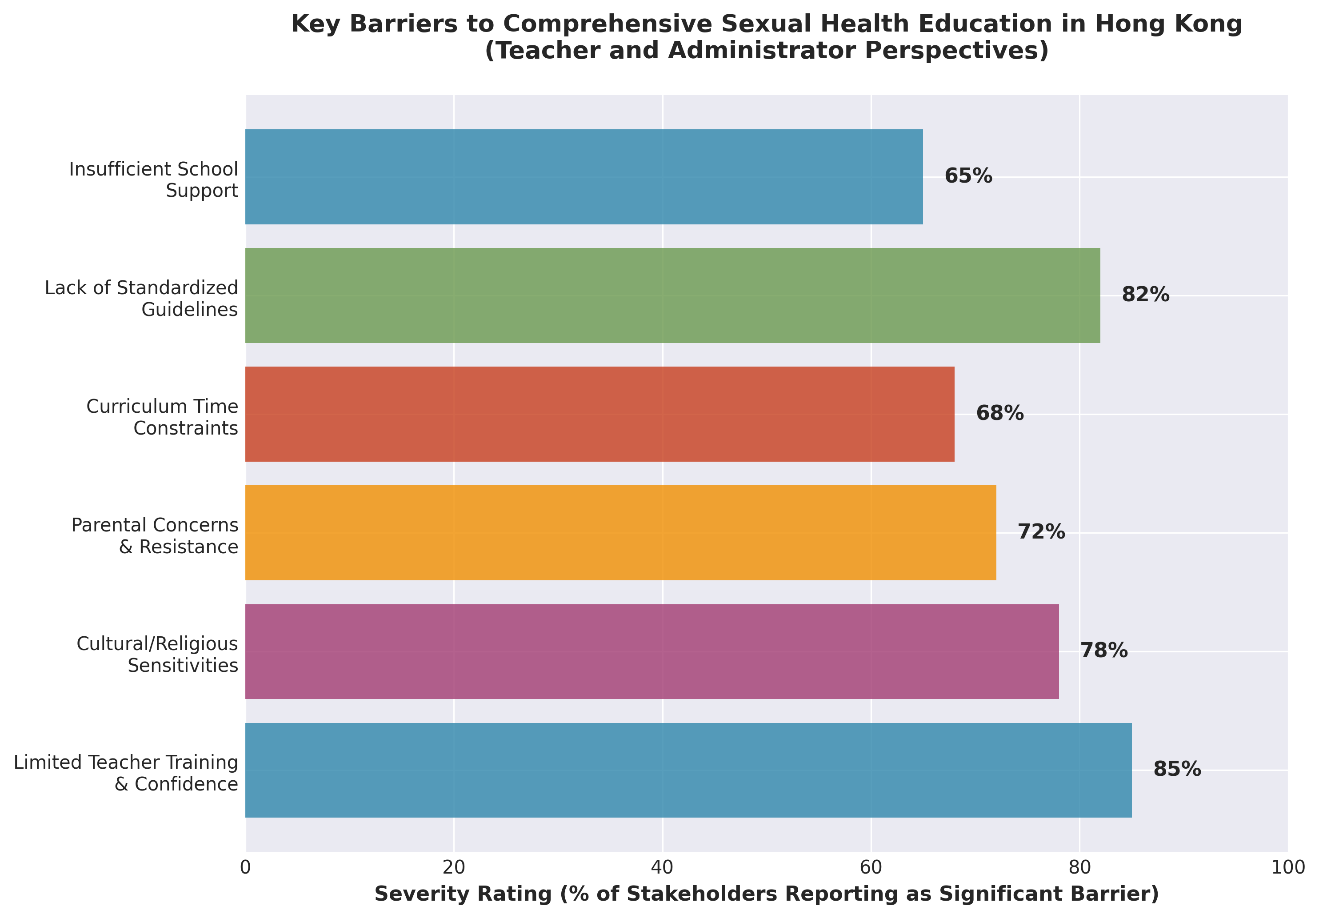 Key Barriers to Comprehensive Sexual Health Education in Hong Kong
(Teacher and Administrator Perspectives)
Insufficient School
Support
65%
Lack of Standardized
Guidelines
82%
Curriculum Time
Constraints
68%
Parental Concerns
& Resistance
72%
Cultural/Religious
Sensitivities
78%
Limited Teacher Training
& Confidence
85%
0 20 40 60 80 100
Severity Rating (% of Stakeholders Reporting as Significant Barrier)